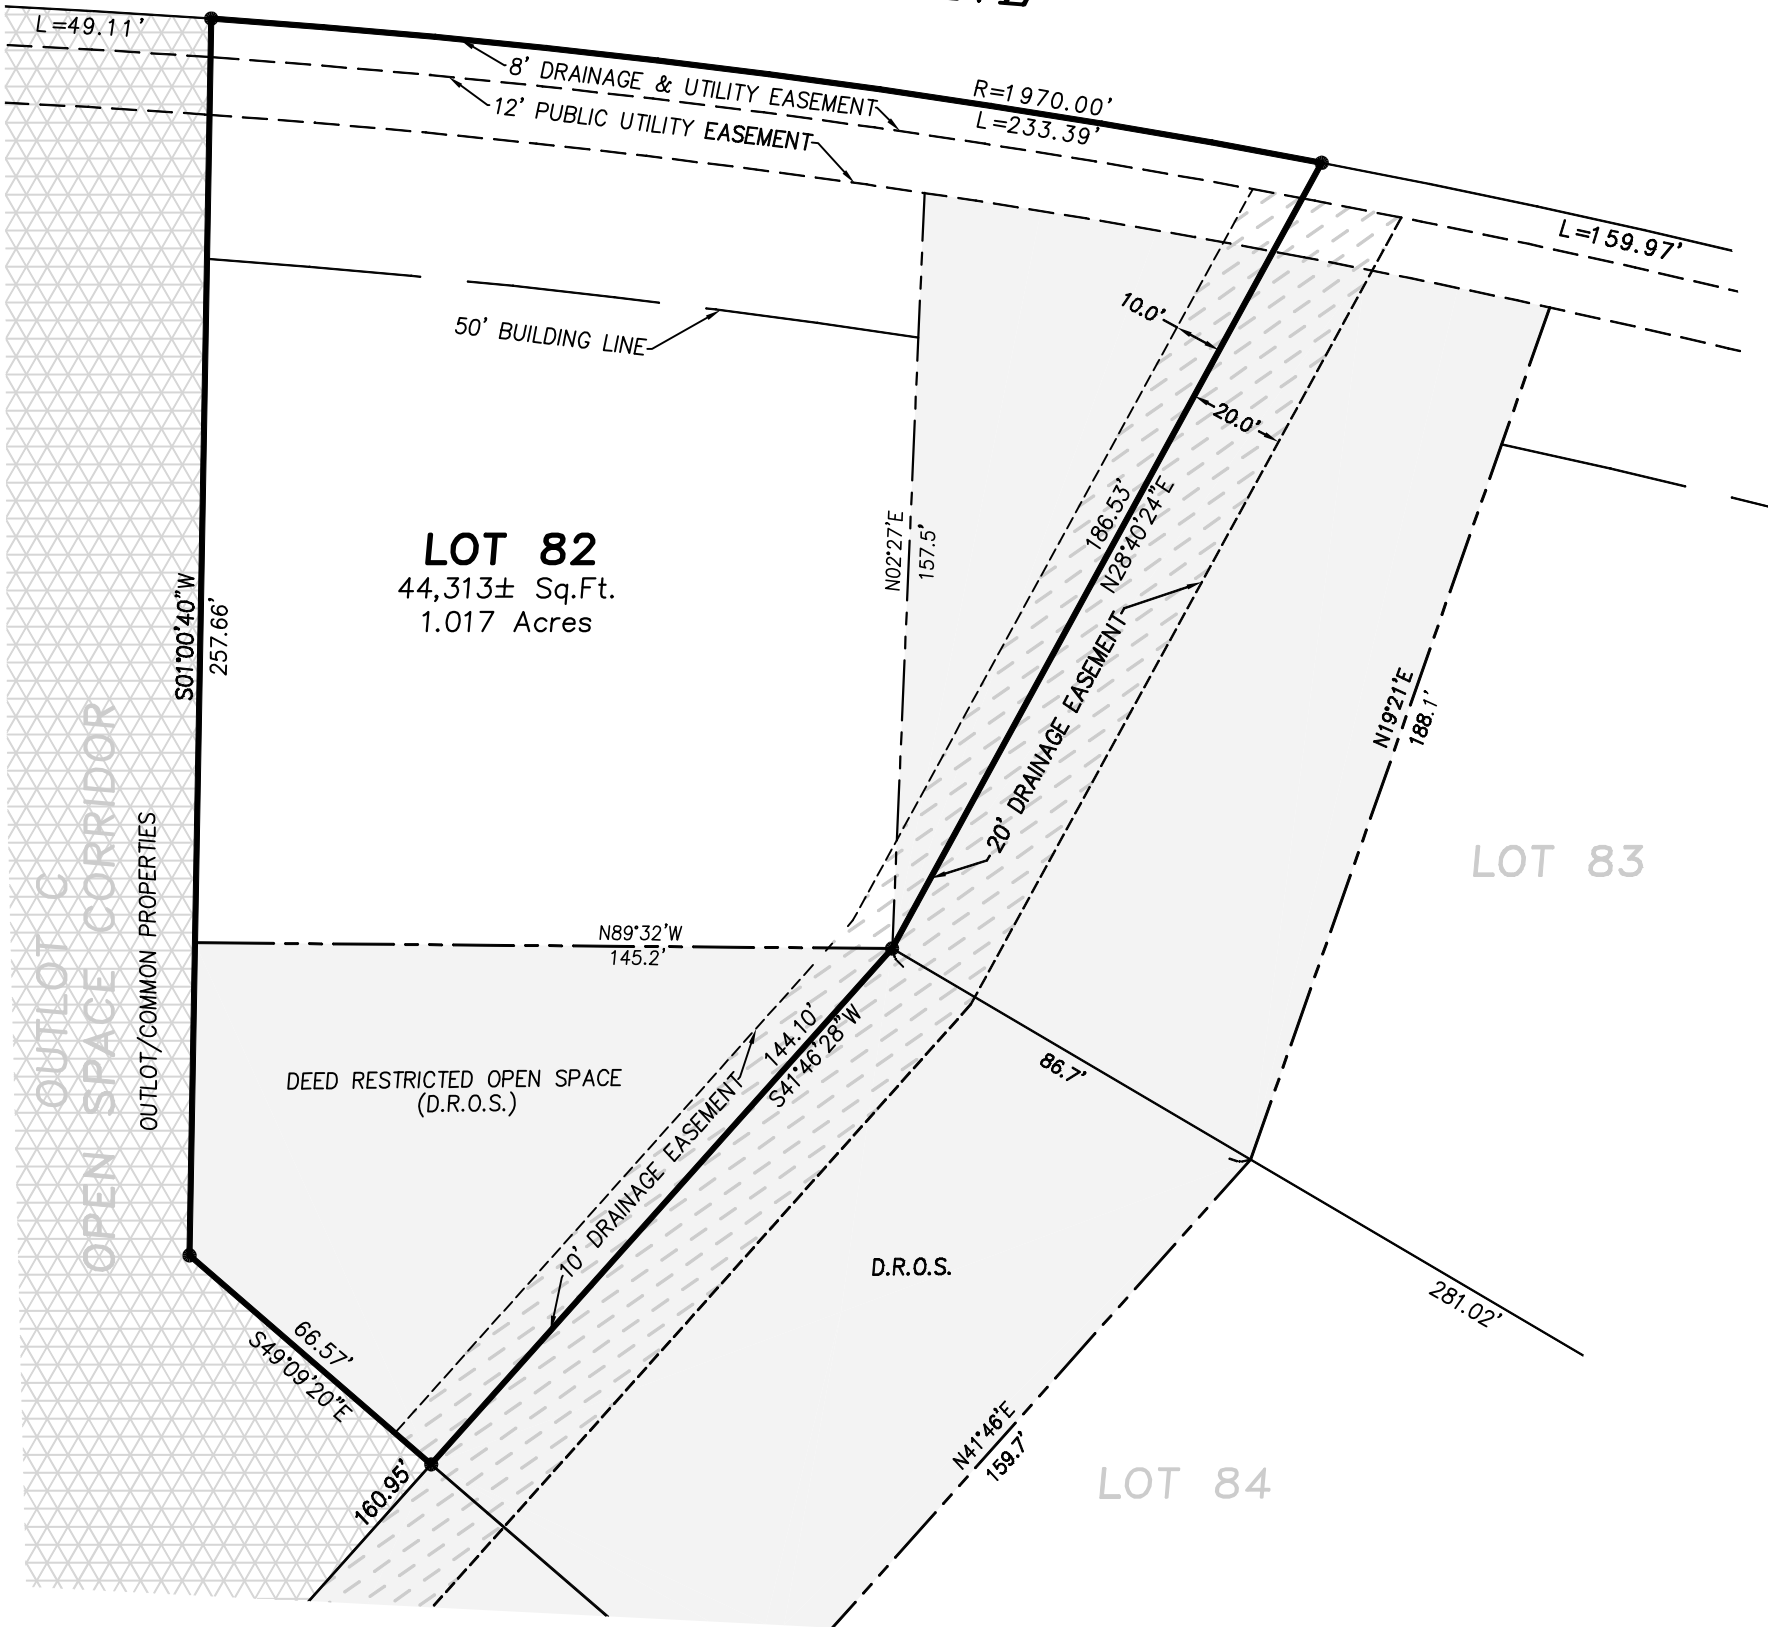 L=49.11'
8' DRAINAGE & UTILITY EASEMENT
12' PUBLIC UTILITY EASEMENT
R=1970.00'
L=233.39'
L=159.97'
50' BUILDING LINE
10.0'
20.0'
LOT 82
44,313± Sq.Ft.
1.017 Acres
N02°27'E
157.5'
186.53'
N28°40'24"E
S01°00'40"W
257.66'
20' DRAINAGE EASEMENT
N19°21'E
188.1'
LOT 83
OUTLOT C
OPEN SPACE CORRIDOR
OUTLOT/COMMON PROPERTIES
N89°32'W
145.2'
144.10'
S41°46'28"W
86.7'
DEED RESTRICTED OPEN SPACE
(D.R.O.S.)
10' DRAINAGE EASEMENT
D.R.O.S.
281.02'
66.57'
S49°09'20"E
160.95'
N41°46'E
159.7'
LOT 84